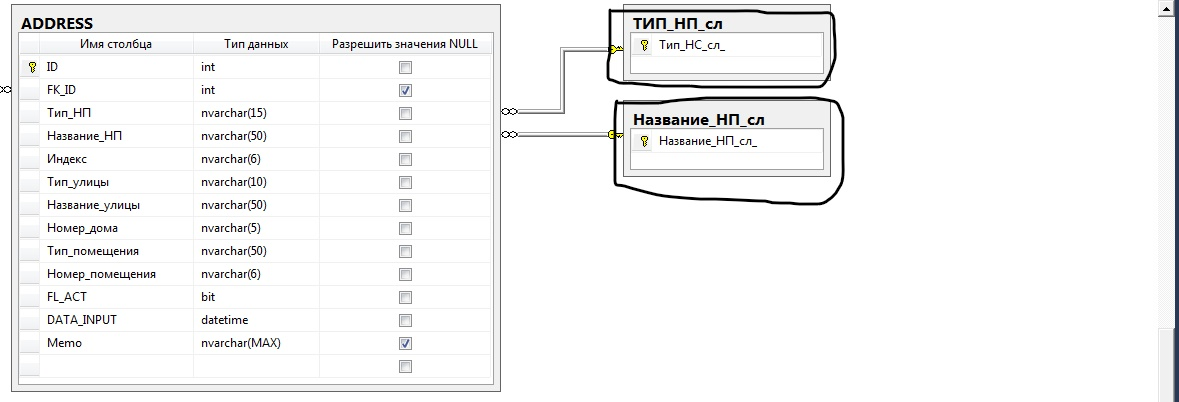 ADDRESS
Имя столбца Тип данных Разрешить значения NULL
ID int
FK_ID int
Тип_НП nvarchar(15)
Название_НП nvarchar(50)
Индекс nvarchar(6)
Тип_улицы nvarchar(10)
Название_улицы nvarchar(50)
Номер_дома nvarchar(5)
Тип_помещения nvarchar(50)
Номер_помещения nvarchar(6)
FL_ACT bit
DATA_INPUT datetime
Memo nvarchar(MAX)
ТИП_НП_сл
Тип_НС_сл_
Название_НП_сл
Название_НП_сл_